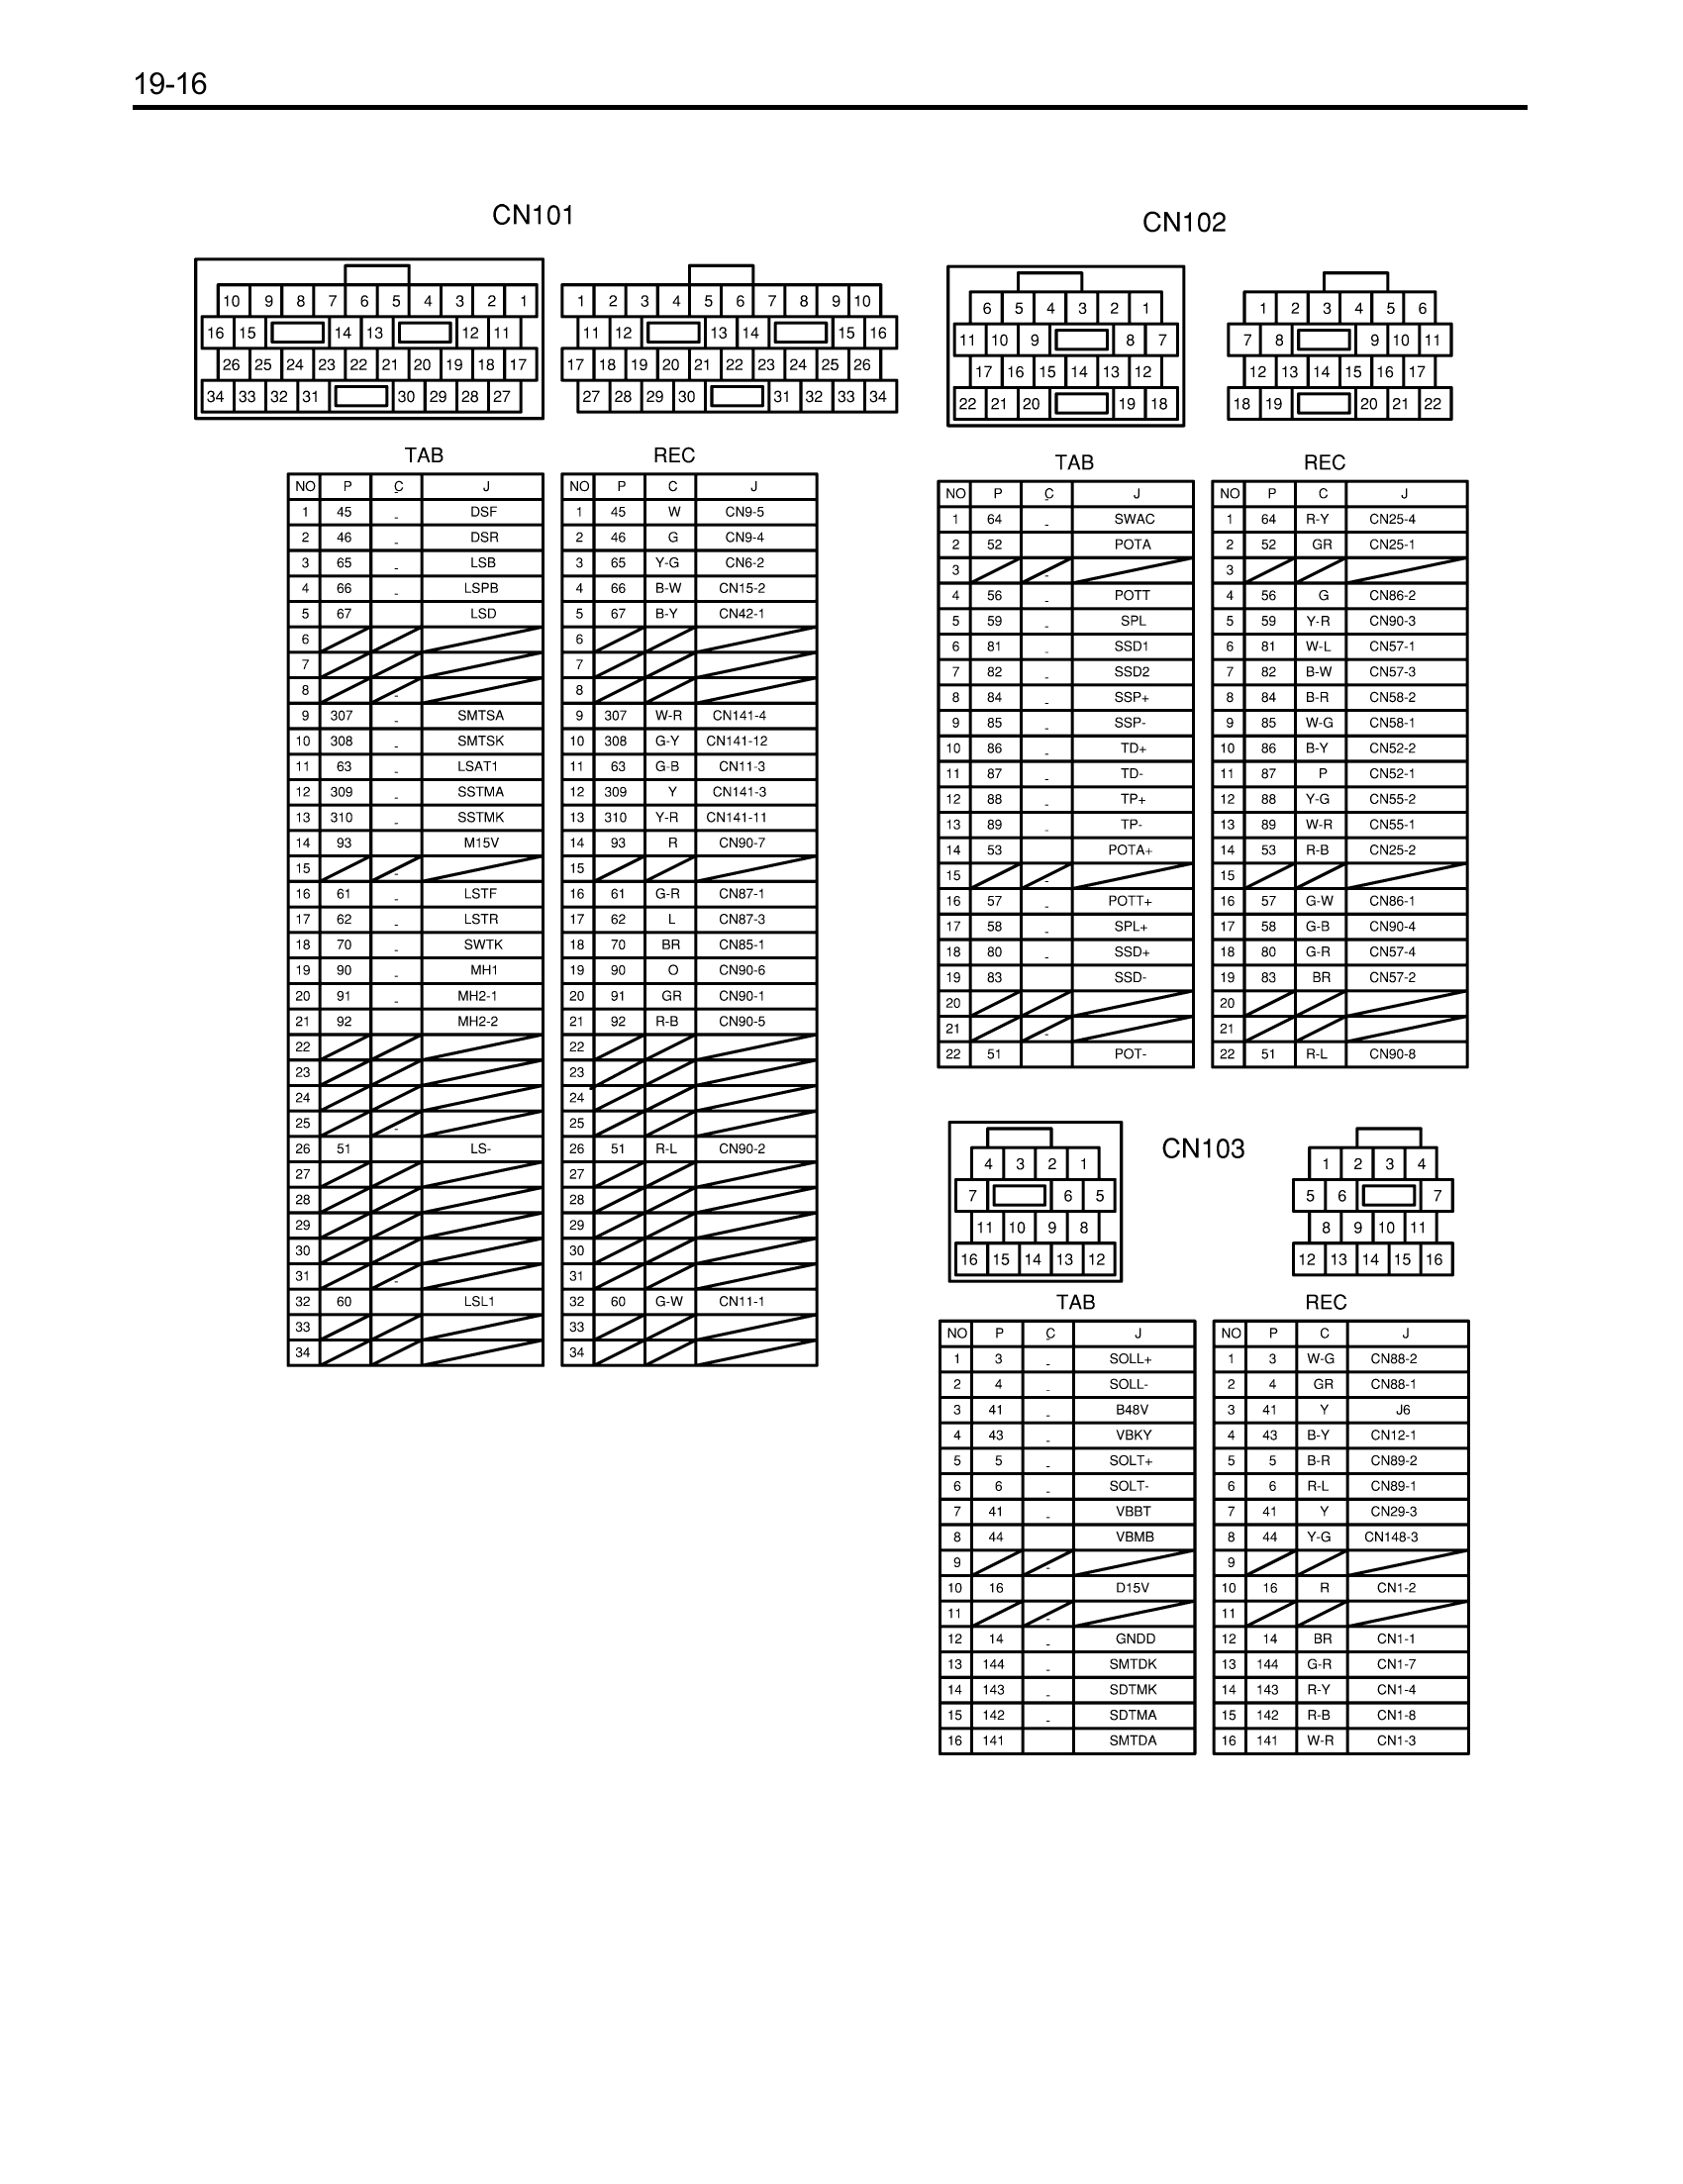 19-16
CN101
10 9 8 7 6 5 4 3 2 1
16 15 14 13 12 11
26 25 24 23 22 21 20 19 18 17
34 33 32 31 30 29 28 27
1 2 3 4 5 6 7 8 9 10
11 12 13 14 15 16
17 18 19 20 21 22 23 24 25 26
27 28 29 30 31 32 33 34
TAB
NO P C J
1 45 - DSF
2 46 - DSR
3 65 - LSB
4 66 - LSPB
5 67 LSD
6
7
8 -
9 307 - SMTSA
10 308 - SMTSK
11 63 - LSAT1
12 309 - SSTMA
13 310 - SSTMK
14 93 M15V
15 -
16 61 - LSTF
17 62 - LSTR
18 70 - SWTK
19 90 - MH1
20 91 - MH2-1
21 92 MH2-2
22
23
24
25 -
26 51 LS-
27
28
29
30
31 -
32 60 LSL1
33
34
REC
NO P C J
1 45 W CN9-5
2 46 G CN9-4
3 65 Y-G CN6-2
4 66 B-W CN15-2
5 67 B-Y CN42-1
6
7
8
9 307 W-R CN141-4
10 308 G-Y CN141-12
11 63 G-B CN11-3
12 309 Y CN141-3
13 310 Y-R CN141-11
14 93 R CN90-7
15
16 61 G-R CN87-1
17 62 L CN87-3
18 70 BR CN85-1
19 90 O CN90-6
20 91 GR CN90-1
21 92 R-B CN90-5
22
23
24
25
26 51 R-L CN90-2
27
28
29
30
31
32 60 G-W CN11-1
33
34
CN102
6 5 4 3 2 1
11 10 9 8 7
17 16 15 14 13 12
22 21 20 19 18
1 2 3 4 5 6
7 8 9 10 11
12 13 14 15 16 17
18 19 20 21 22
TAB
NO P C J
1 64 - SWAC
2 52 POTA
3 -
4 56 - POTT
5 59 - SPL
6 81 - SSD1
7 82 - SSD2
8 84 - SSP+
9 85 - SSP-
10 86 - TD+
11 87 - TD-
12 88 - TP+
13 89 - TP-
14 53 POTA+
15 -
16 57 - POTT+
17 58 - SPL+
18 80 - SSD+
19 83 SSD-
20
21 -
22 51 POT-
REC
NO P C J
1 64 R-Y CN25-4
2 52 GR CN25-1
3
4 56 G CN86-2
5 59 Y-R CN90-3
6 81 W-L CN57-1
7 82 B-W CN57-3
8 84 B-R CN58-2
9 85 W-G CN58-1
10 86 B-Y CN52-2
11 87 P CN52-1
12 88 Y-G CN55-2
13 89 W-R CN55-1
14 53 R-B CN25-2
15
16 57 G-W CN86-1
17 58 G-B CN90-4
18 80 G-R CN57-4
19 83 BR CN57-2
20
21
22 51 R-L CN90-8
CN103
4 3 2 1
7 6 5
11 10 9 8
16 15 14 13 12
1 2 3 4
5 6 7
8 9 10 11
12 13 14 15 16
TAB
NO P C J
1 3 - SOLL+
2 4 - SOLL-
3 41 - B48V
4 43 - VBKY
5 5 - SOLT+
6 6 - SOLT-
7 41 - VBBT
8 44 VBMB
9 -
10 16 D15V
11 -
12 14 - GNDD
13 144 - SMTDK
14 143 - SDTMK
15 142 - SDTMA
16 141 SMTDA
REC
NO P C J
1 3 W-G CN88-2
2 4 GR CN88-1
3 41 Y J6
4 43 B-Y CN12-1
5 5 B-R CN89-2
6 6 R-L CN89-1
7 41 Y CN29-3
8 44 Y-G CN148-3
9
10 16 R CN1-2
11
12 14 BR CN1-1
13 144 G-R CN1-7
14 143 R-Y CN1-4
15 142 R-B CN1-8
16 141 W-R CN1-3